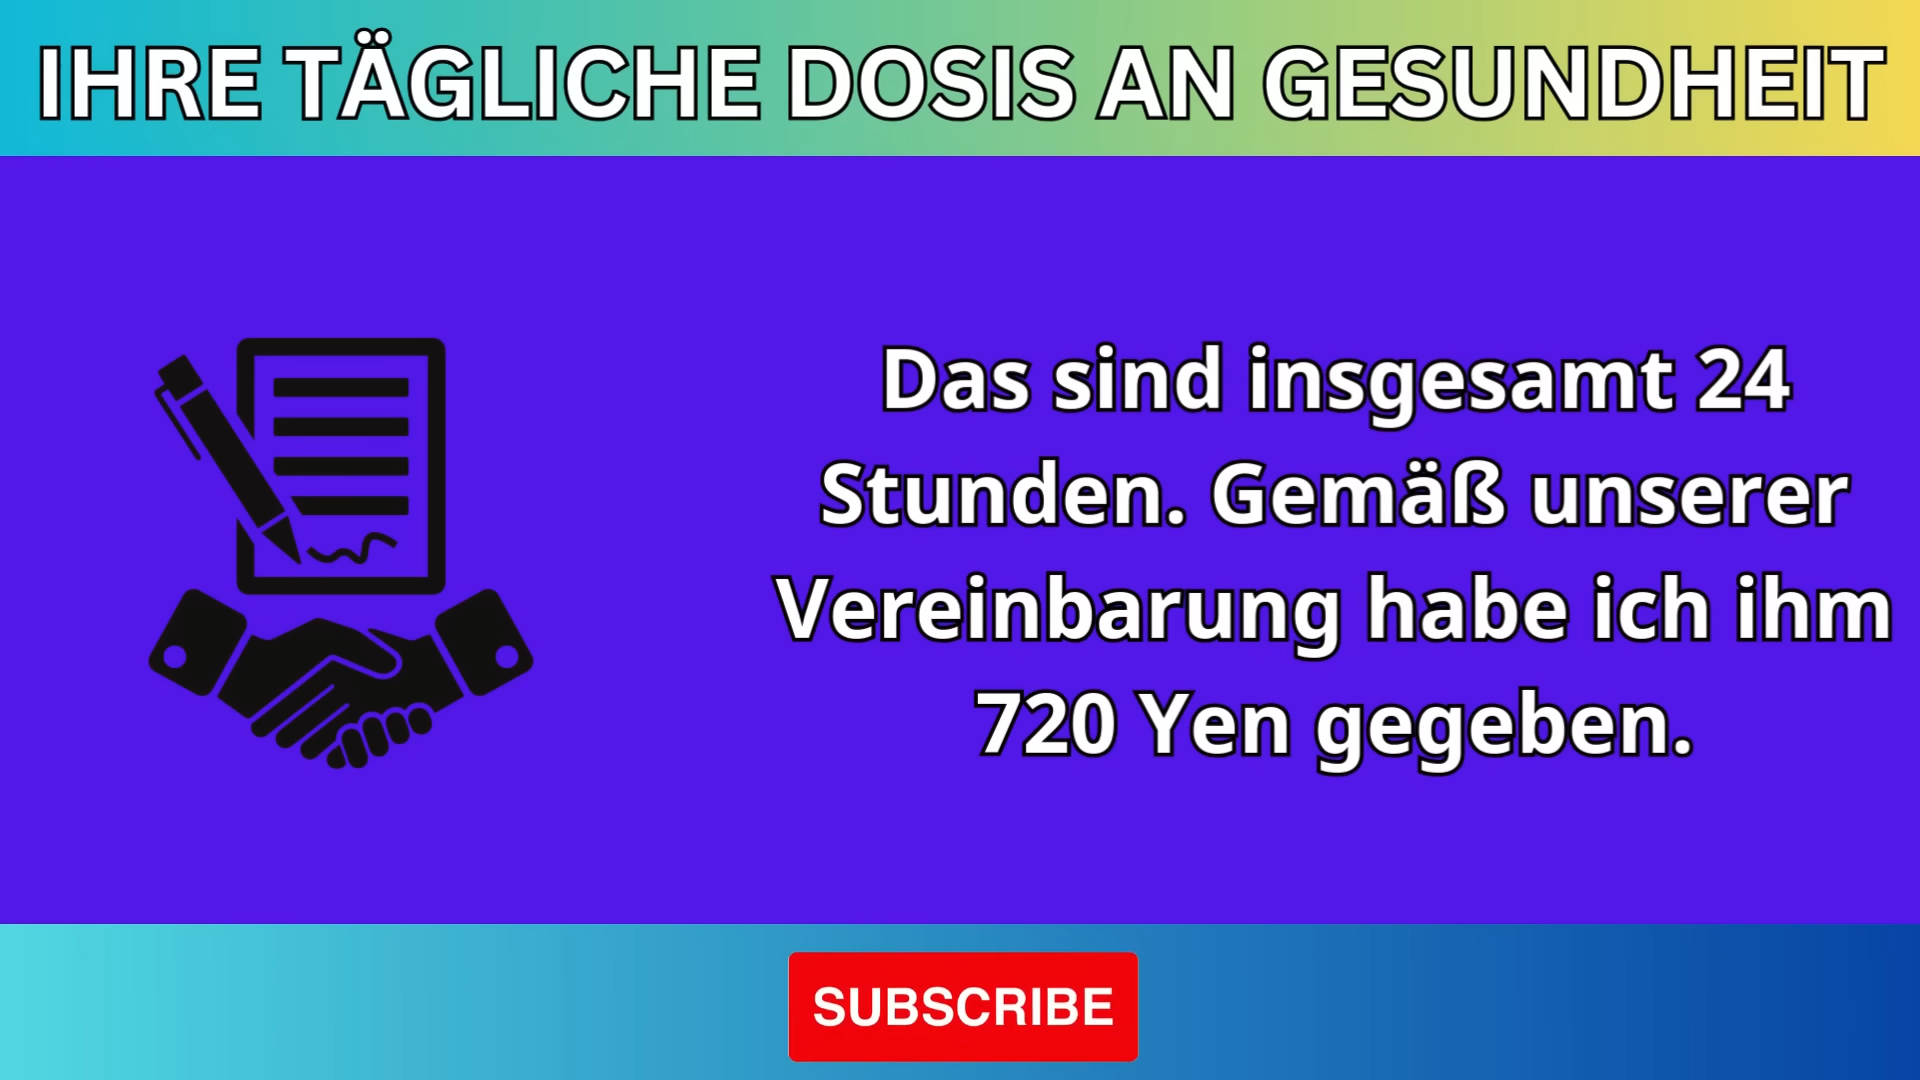 IHRE TÄGLICHE DOSIS AN GESUNDHEIT
Das sind insgesamt 24
Stunden. Gemäß unserer
Vereinbarung habe ich ihm
720 Yen gegeben.
SUBSCRIBE